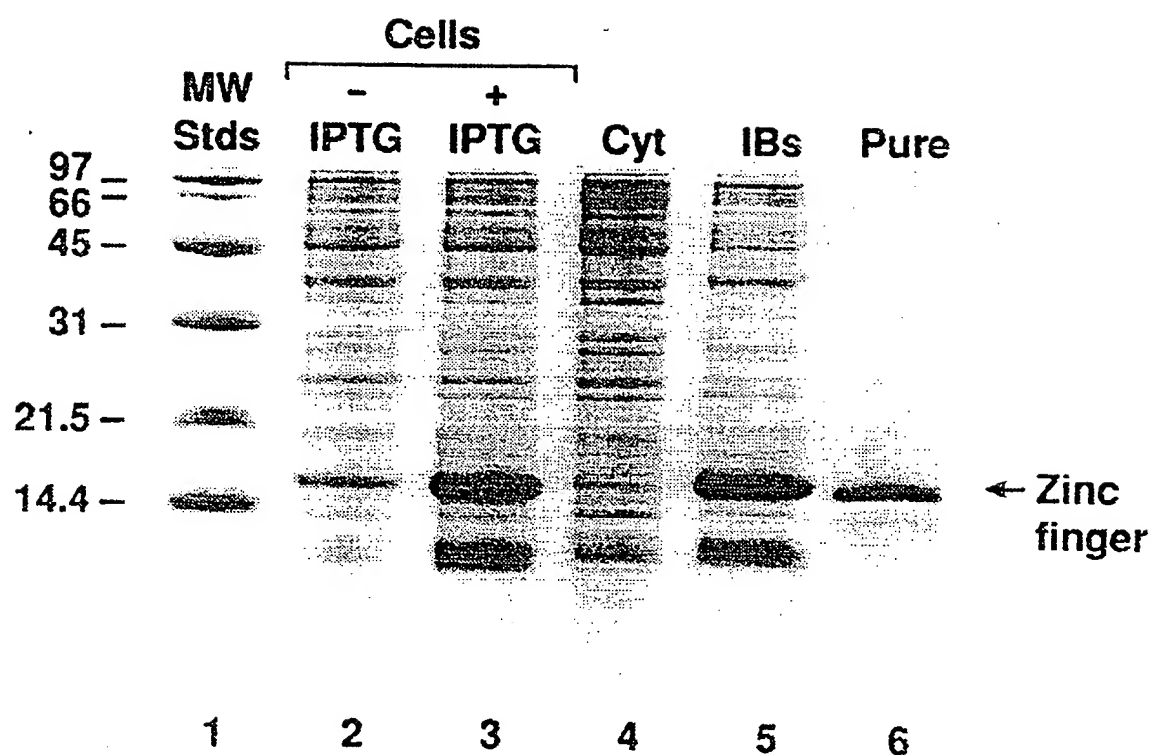 Cells
MW
Stds
−
IPTG
+
IPTG
Cyt
IBs
Pure
97 –
66 –
45 –
31 –
21.5 –
14.4 –
← Zinc
finger
1 2 3 4 5 6